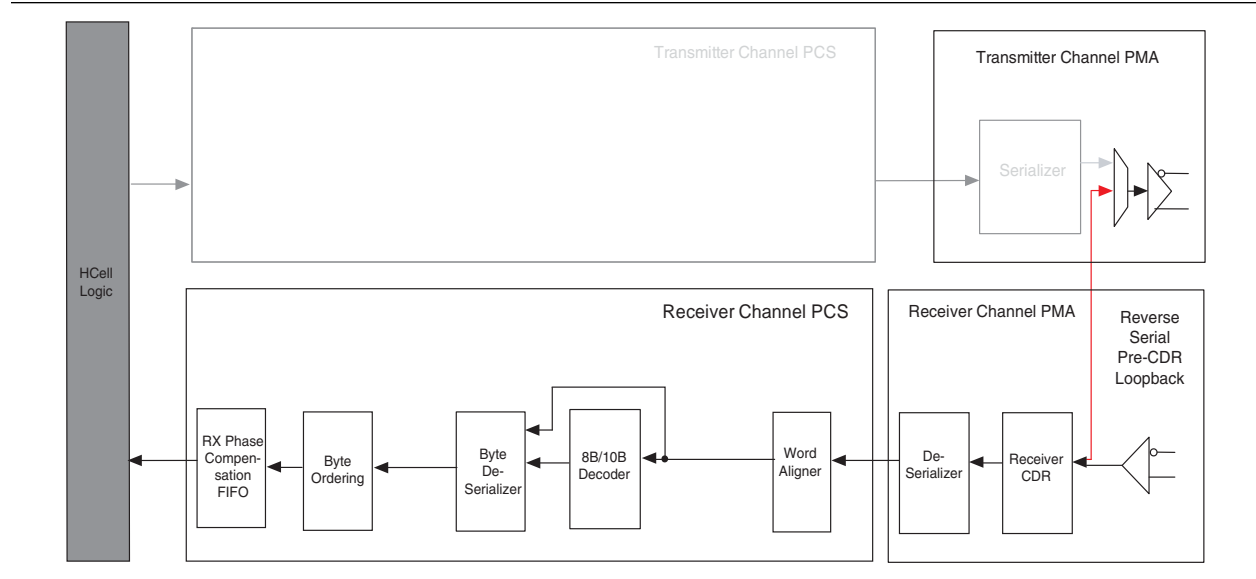 Transmitter Channel PCS
Transmitter Channel PMA
Serializer
HCell
Logic
Receiver Channel PCS
Receiver Channel PMA
Reverse
Serial
Pre-CDR
Loopback
RX Phase
Compen-
sation
FIFO
Byte
Ordering
Byte
De-
Serializer
8B/10B
Decoder
Word
Aligner
De-
Serializer
Receiver
CDR